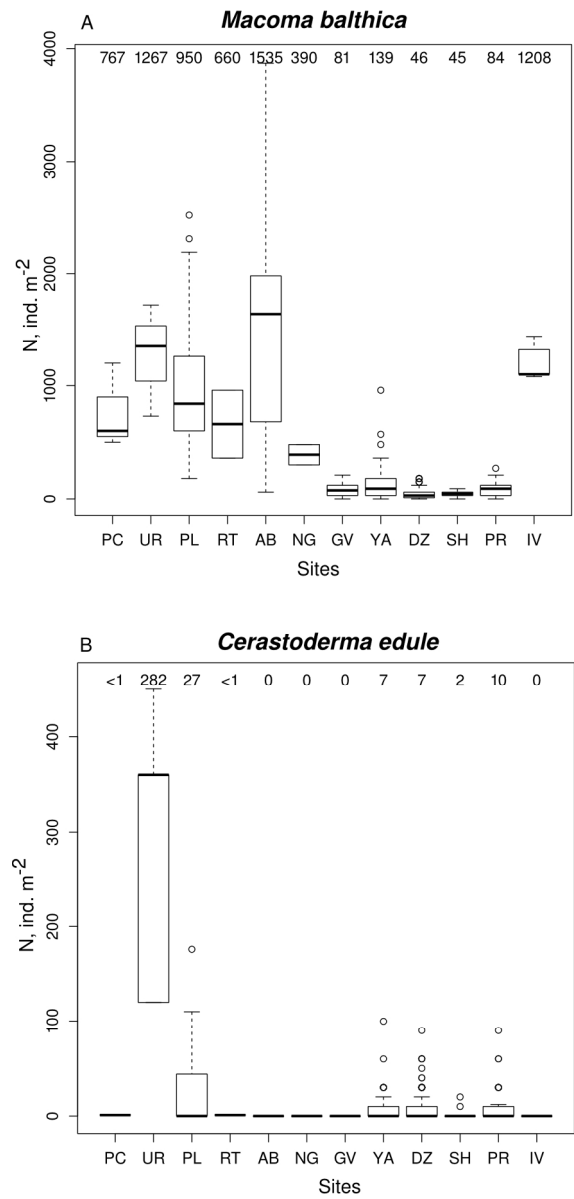 A
Macoma balthica
767 1267 950 660 1535 390 81 139 46 45 84 1208
4000
3000
2000
1000
0
N, ind. m-2
PC UR PL RT AB NG GV YA DZ SH PR IV
Sites
B
Cerastoderma edule
<1 282 27 <1 0 0 0 7 7 2 10 0
400
300
200
100
0
N, ind. m-2
PC UR PL RT AB NG GV YA DZ SH PR IV
Sites